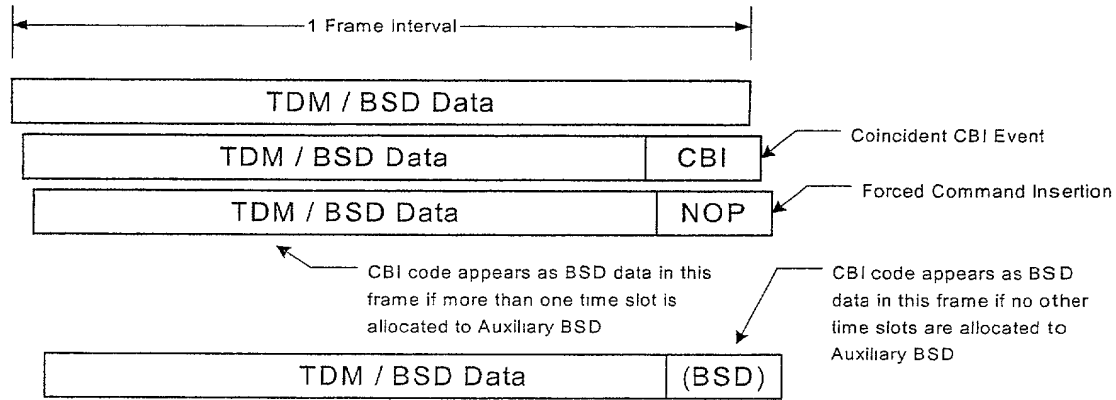 1 Frame Interval
TDM / BSD Data
TDM / BSD Data CBI
Coincident CBI Event
TDM / BSD Data NOP
Forced Command Insertion
CBI code appears as BSD data in this
frame if more than one time slot is
allocated to Auxiliary BSD
CBI code appears as BSD
data in this frame if no other
time slots are allocated to
Auxiliary BSD
TDM / BSD Data (BSD)